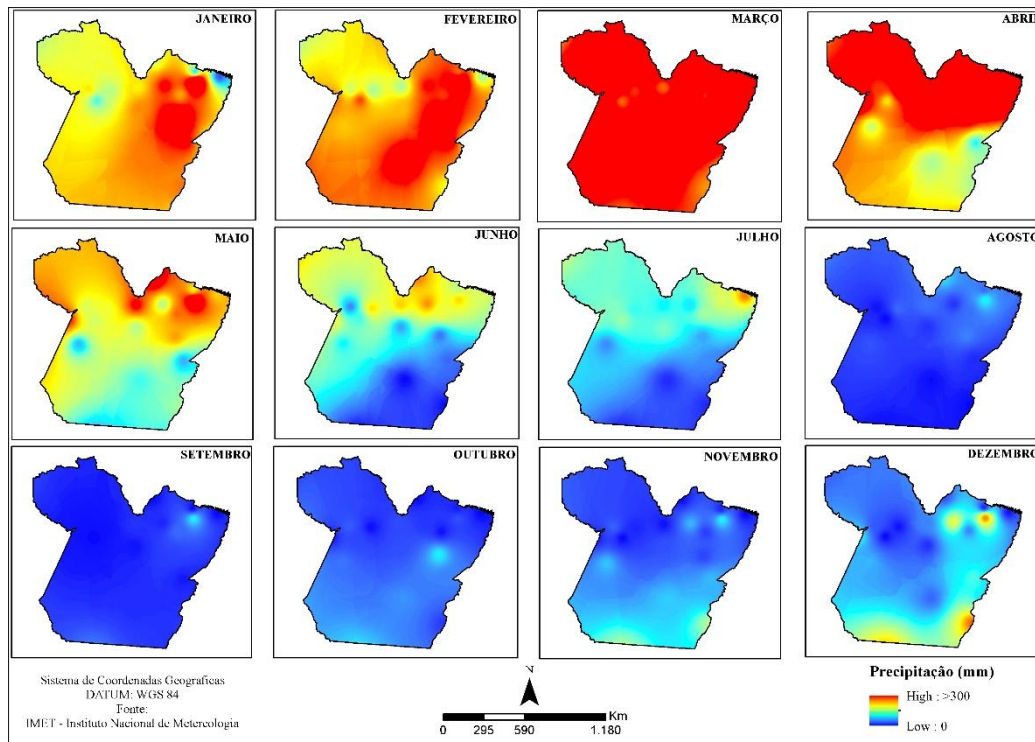 JANEIRO
FEVEREIRO
MARÇO
ABRIL
MAIO
JUNHO
JULHO
AGOSTO
SETEMBRO
OUTUBRO
NOVEMBRO
DEZEMBRO
Sistema de Coordenadas Geograficas
DATUM: WGS 84
Fonte:
IMET - Instituto Nacional de Metercologia
N
Km
0 295 590 1.180
Precipitação (mm)
High : >300
Low : 0